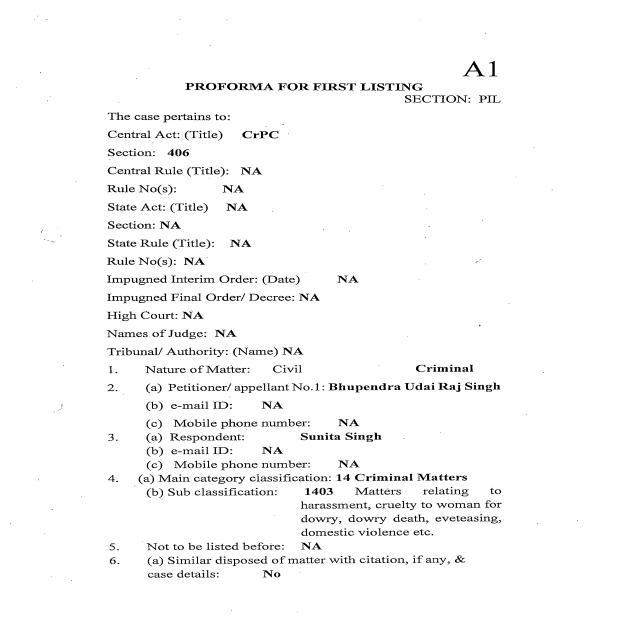 A1
PROFORMA FOR FIRST LISTING
SECTION: PIL
The case pertains to:
Central Act: (Title) CrPC
Section: 406
Central Rule (Title): NA
Rule No(s): NA
State Act: (Title) NA
Section: NA
State Rule (Title): NA
Rule No(s): NA
Impugned Interim Order: (Date) NA
Impugned Final Order/ Decree: NA
High Court: NA
Names of Judge: NA
Tribunal/ Authority: (Name) NA
1. Nature of Matter: Civil Criminal
2. (a) Petitioner/ appellant No.1: Bhupendra Udai Raj Singh
(b) e-mail ID: NA
(c) Mobile phone number: NA
3. (a) Respondent: Sunita Singh
(b) e-mail ID: NA
(c) Mobile phone number: NA
4. (a) Main category classification: 14 Criminal Matters
(b) Sub classification: 1403 Matters relating to
harassment, cruelty to woman for
dowry, dowry death, eveteasing,
domestic violence etc.
5. Not to be listed before: NA
6. (a) Similar disposed of matter with citation, if any, &
case details: No